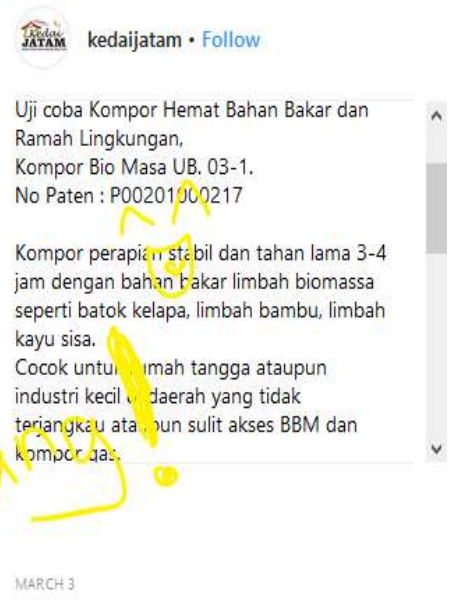 Kedai
JATAM
kedaijatam • Follow
Uji coba Kompor Hemat Bahan Bakar dan
Ramah Lingkungan,
Kompor Bio Masa UB. 03-1.
No Paten : P00201000217
Kompor perapian stabil dan tahan lama 3-4
jam dengan bahan bakar limbah biomassa
seperti batok kelapa, limbah bambu, limbah
kayu sisa.
Cocok untuk rumah tangga ataupun
industri kecil di daerah yang tidak
terjangkau ataupun sulit akses BBM dan
kompor gas.
MARCH 3